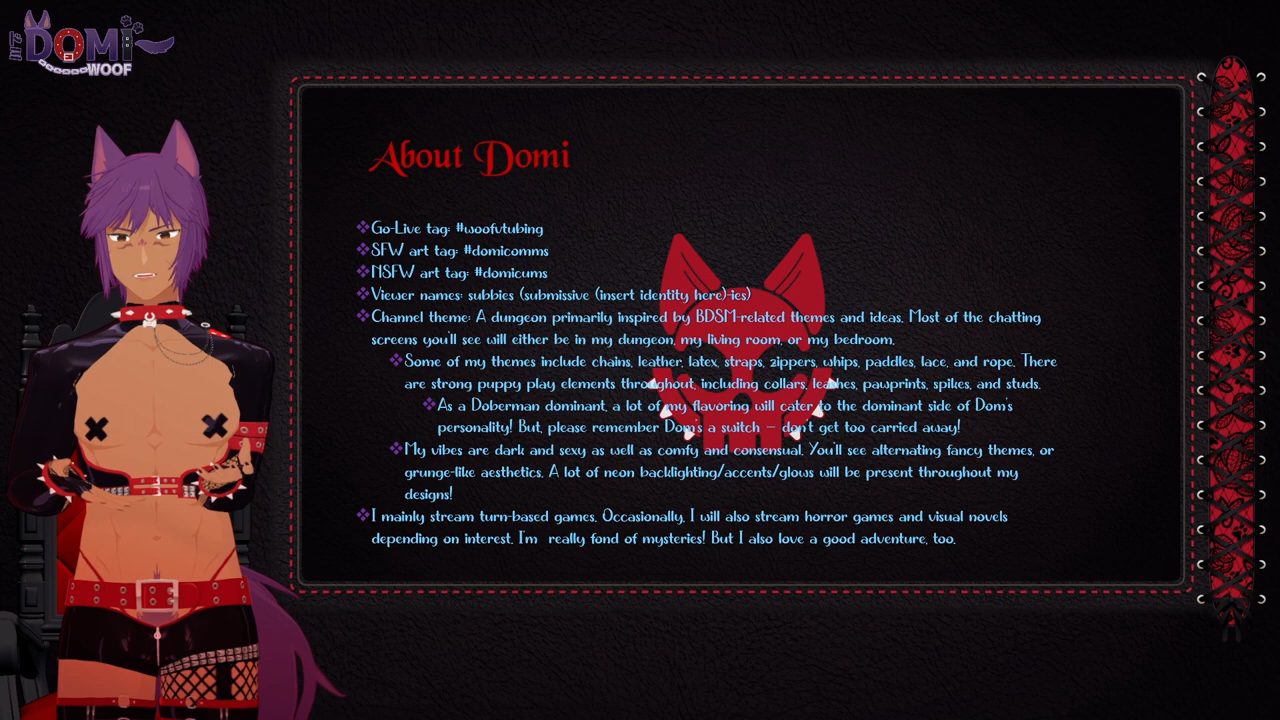 Mr DOMi
WOOF
About Domi
Go-Live tag: #woofvtubing
SFW art tag: #domicomms
NSFW art tag: #domicums
Viewer names: subbies (submissive (insert identity here)-ies)
Channel theme: A dungeon primarily inspired by BDSM-related themes and ideas. Most of the chatting
screens you'll see will either be in my dungeon, my living room, or my bedroom.
Some of my themes include chains, leather, latex, straps, zippers, whips, paddles, lace, and rope. There
are strong puppy play elements throughout, including collars, leashes, pawprints, spikes, and studs.
As a Doberman dominant, a lot of my flavoring will cater to the dominant side of Dom's
personality! But, please remember Dom's a switch — don't get too carried away!
My vibes are dark and sexy as well as comfy and consensual. You'll see alternating fancy themes, or
grunge-like aesthetics. A lot of neon backlighting/accents/glows will be present throughout my
designs!
I mainly stream turn-based games. Occasionally, I will also stream horror games and visual novels
depending on interest. I'm really fond of mysteries! But I also love a good adventure, too.